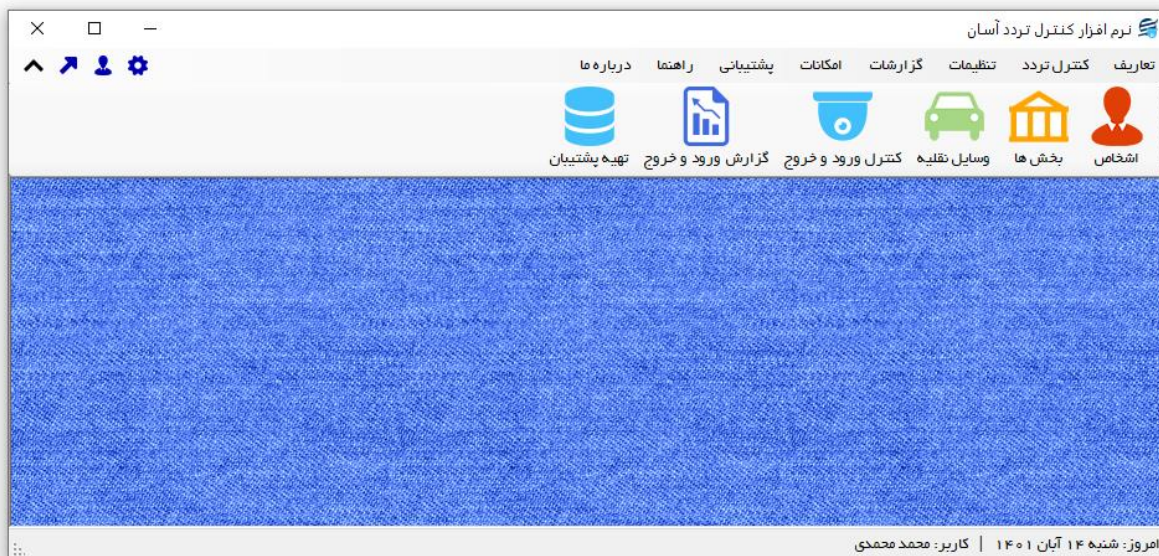 نرم افزار کنترل تردد آسان
تعاریف کنترل تردد تنظیمات گزارشات امکانات پشتیبانی راهنما درباره ما
اشخاص بخش ها وسایل نقلیه کنترل ورود و خروج گزارش ورود و خروج تهیه پشتیبان
امروز: شنبه ۱۴ آبان ۱۴۰۱ | کاربر: محمد محمدی